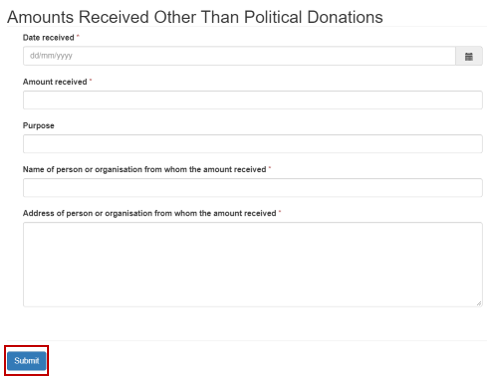 Amounts Received Other Than Political Donations
Date received *
dd/mm/yyyy
Amount received *
Purpose
Name of person or organisation from whom the amount received *
Address of person or organisation from whom the amount received *
Submit